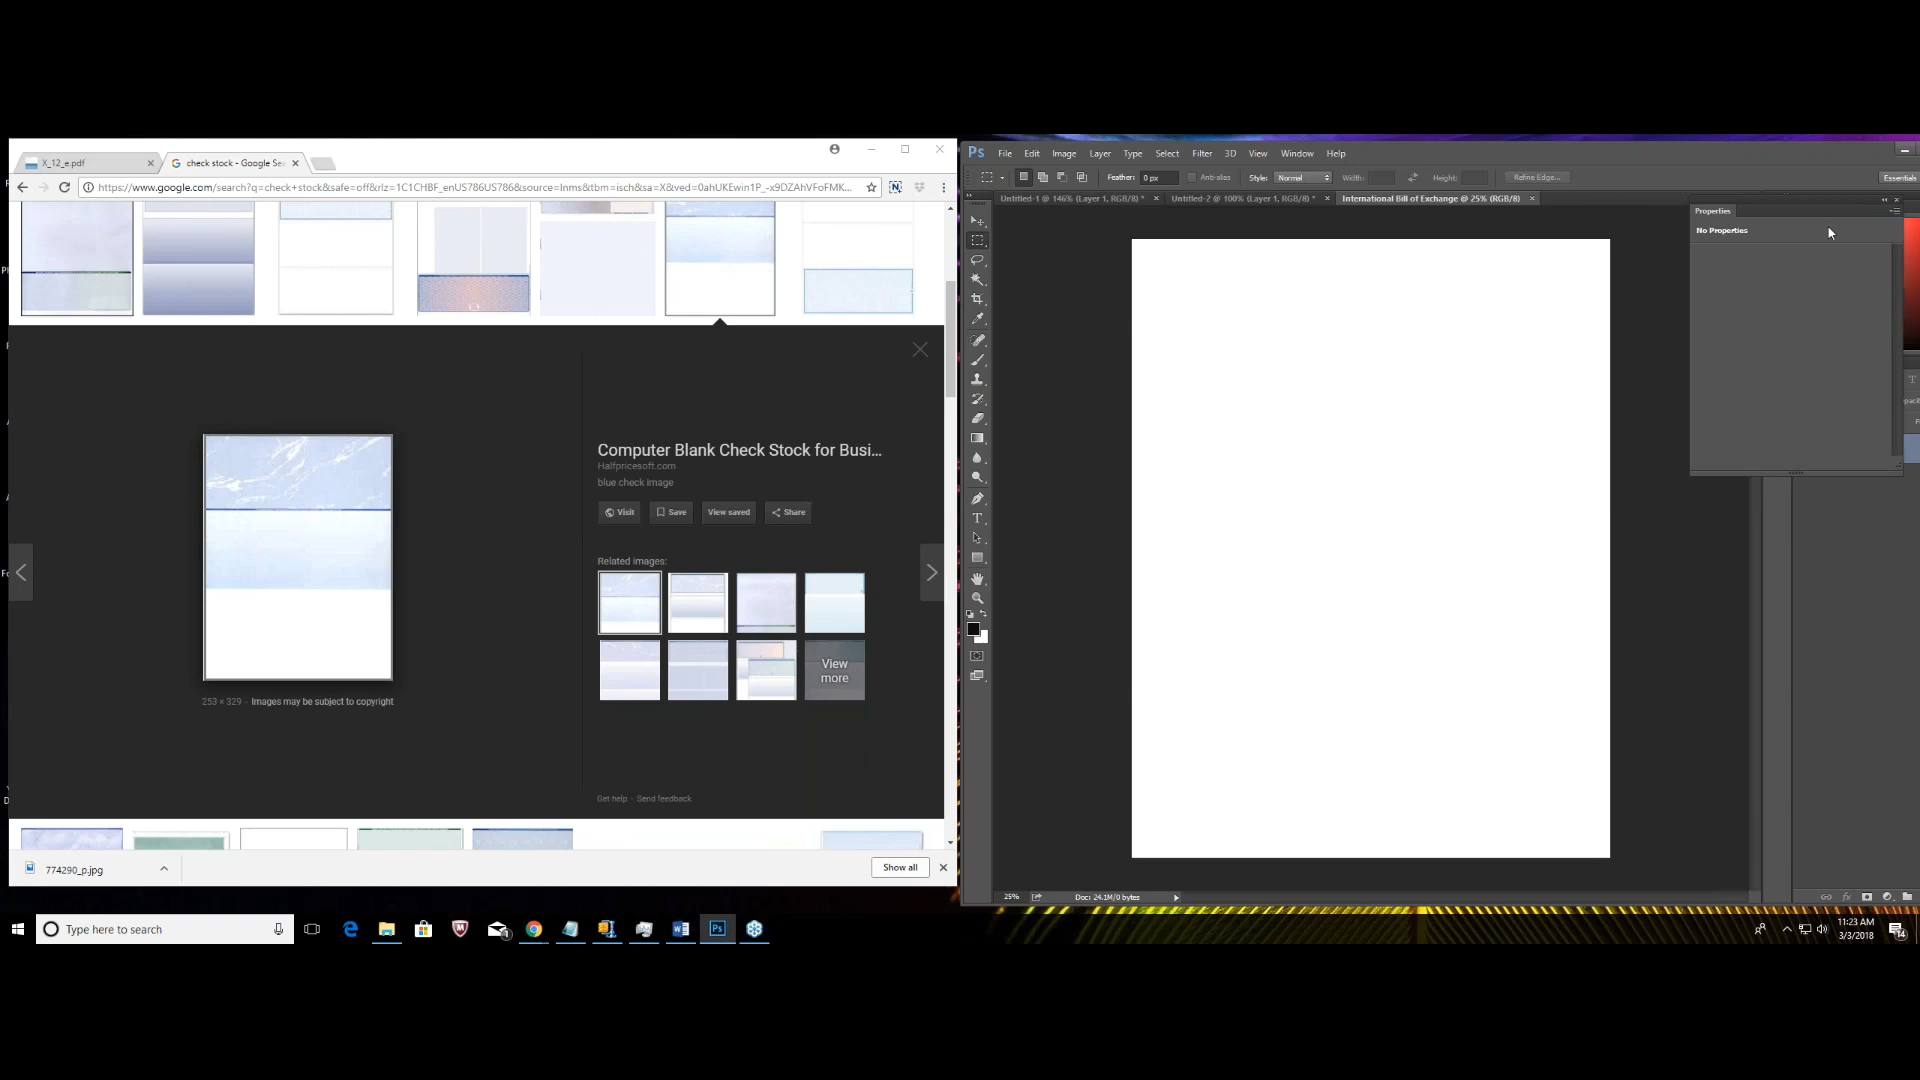 X_12_e.pdf
check stock - Google Sea
https://www.google.com/search?q=check+stock&safe=off&rlz=1C1CHBF_enUS786US786&source=lnms&tbm=isch&sa=X&ved=0ahUKEwin1P_-x9DZAhVFoFMK...
Computer Blank Check Stock for Busi...
Halfpricesoft.com
blue check image
Visit
Save
View saved
Share
Related images:
View
more
253 × 329 - Images may be subject to copyright
Get help - Send feedback
774290_p.jpg
Show all
Ps File Edit Image Layer Type Select Filter 3D View Window Help
Feather: 0 px Anti-alias Style: Normal Width: Height: Refine Edge... Essentials
Untitled-1 @ 146% (Layer 1, RGB/8) *
Untitled-2 @ 100% (Layer 1, RGB/8) *
International Bill of Exchange @ 25% (RGB/8)
Properties
No Properties
25% Doc: 24.1M/0 bytes
Type here to search
11:23 AM
3/3/2018
14